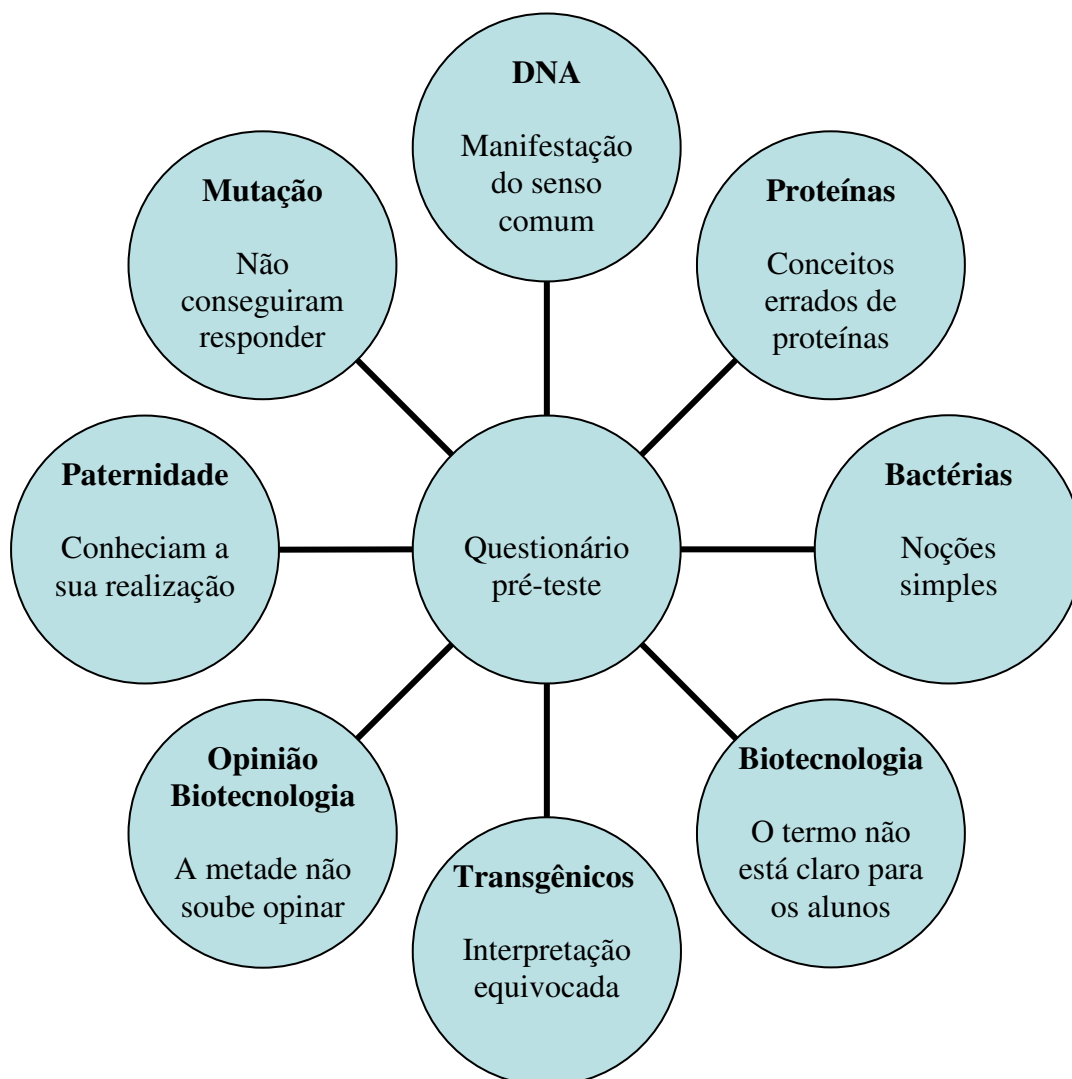 DNA
Manifestação
do senso
comum
Proteínas
Conceitos
errados de
proteínas
Bactérias
Noções
simples
Biotecnologia
O termo não
está claro para
os alunos
Transgênicos
Interpretação
equivocada
Opinião
Biotecnologia
A metade não
soube opinar
Paternidade
Conheciam a
sua realização
Mutação
Não
conseguiram
responder
Questionário
pré-teste